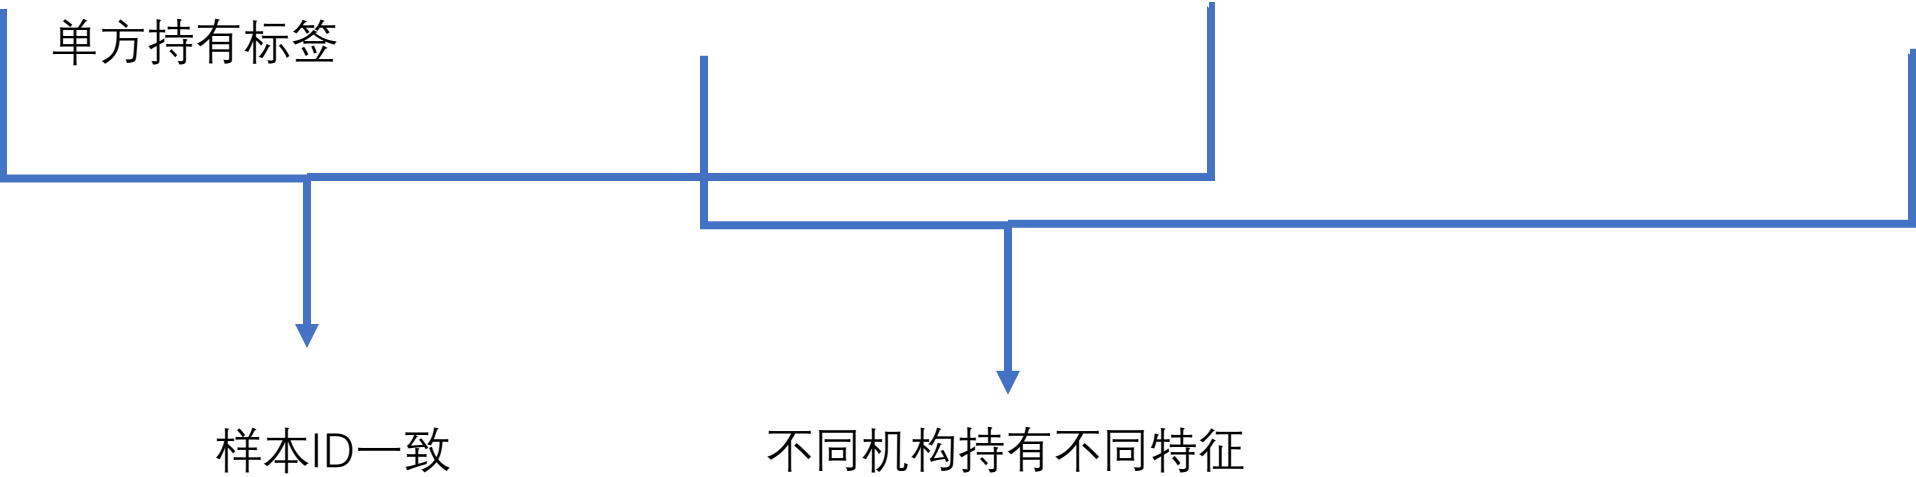 单方持有标签
样本ID一致
不同机构持有不同特征